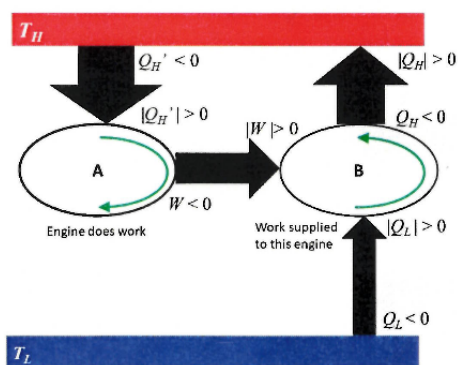 T_H
Q_H' < 0
|Q_H| > 0
|Q_H'| > 0
|W| > 0
Q_H < 0
A
B
W < 0
|Q_L| > 0
Engine does work
Work supplied
to this engine
Q_L < 0
T_L